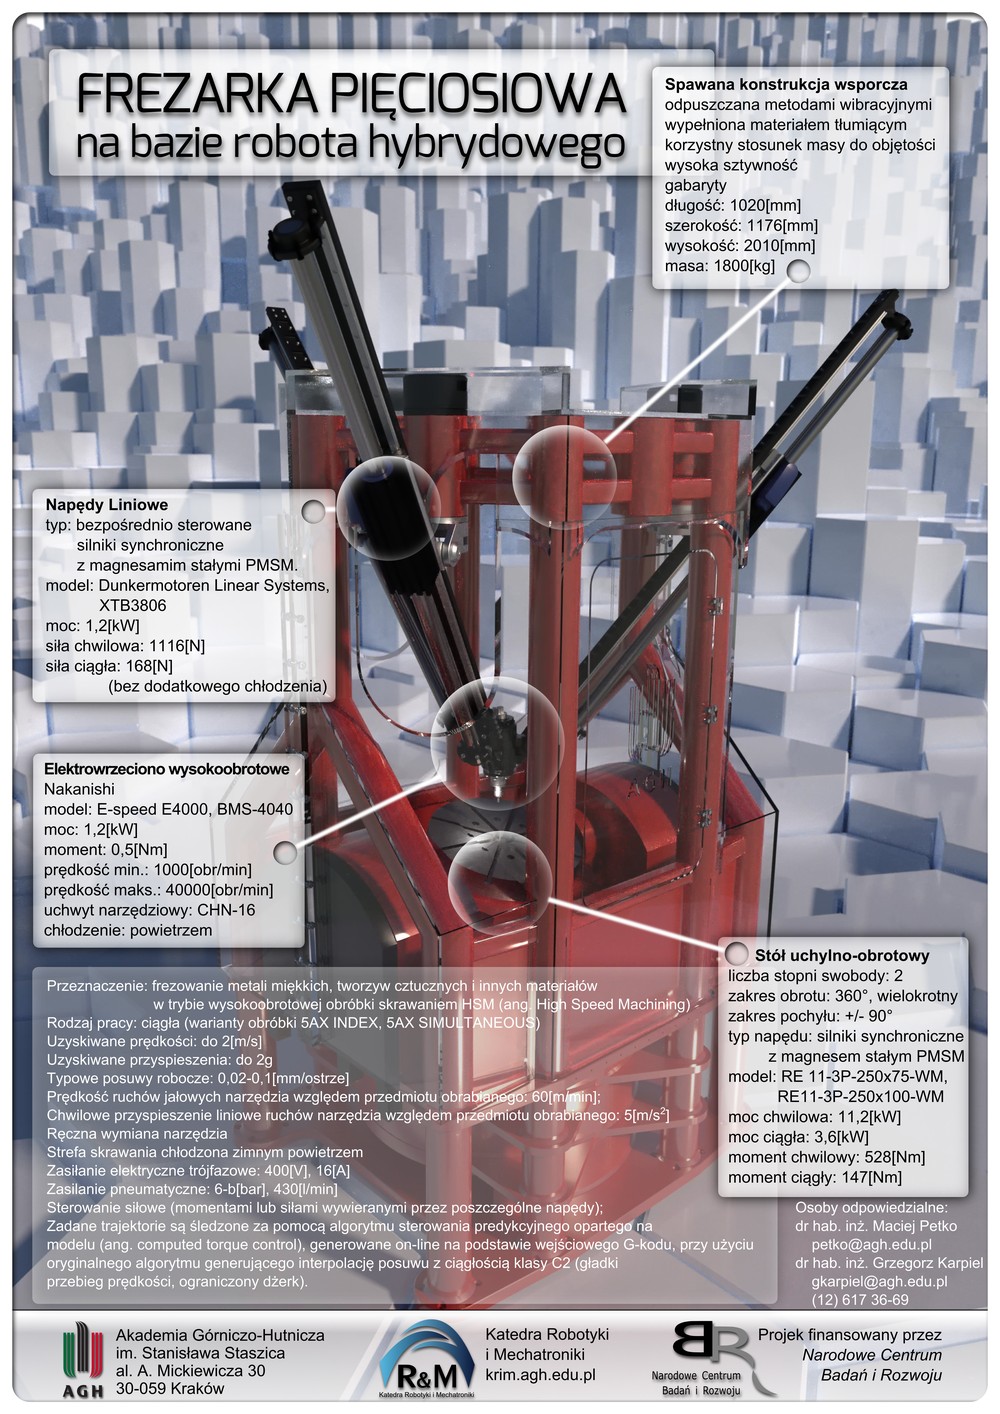 FREZARKA PIĘCIOSIOWA
na bazie robota hybrydowego
Spawana konstrukcja wsporcza
odpuszczana metodami wibracyjnymi
wypełniona materiałem tłumiącym
korzystny stosunek masy do objętości
wysoka sztywność
gabaryty
długość: 1020[mm]
szerokość: 1176[mm]
wysokość: 2010[mm]
masa: 1800[kg]
Napędy Liniowe
typ: bezpośrednio sterowane
silniki synchroniczne
z magnesamim stałymi PMSM.
model: Dunkermotoren Linear Systems,
XTB3806
moc: 1,2[kW]
siła chwilowa: 1116[N]
siła ciągła: 168[N]
(bez dodatkowego chłodzenia)
Elektrowrzeciono wysokoobrotowe
Nakanishi
model: E-speed E4000, BMS-4040
moc: 1,2[kW]
moment: 0,5[Nm]
prędkość min.: 1000[obr/min]
prędkość maks.: 40000[obr/min]
uchwyt narzędziowy: CHN-16
chłodzenie: powietrzem
AGH
Stół uchylno-obrotowy
liczba stopni swobody: 2
zakres obrotu: 360°, wielokrotny
zakres pochyłu: +/- 90°
typ napędu: silniki synchroniczne
z magnesem stałym PMSM
model: RE 11-3P-250x75-WM,
RE11-3P-250x100-WM
moc chwilowa: 11,2[kW]
moc ciągła: 3,6[kW]
moment chwilowy: 528[Nm]
moment ciągły: 147[Nm]
Przeznaczenie: frezowanie metali miękkich, tworzyw cztucznych i innych materiałów
w trybie wysokoobrotowej obróbki skrawaniem HSM (ang. High Speed Machining)
Rodzaj pracy: ciągła (warianty obróbki 5AX INDEX, 5AX SIMULTANEOUS)
Uzyskiwane prędkości: do 2[m/s]
Uzyskiwane przyspieszenia: do 2g
Typowe posuwy robocze: 0,02-0,1[mm/ostrze]
Prędkość ruchów jałowych narzędzia względem przedmiotu obrabianego: 60[m/min];
Chwilowe przyspieszenie liniowe ruchów narzędzia względem przedmiotu obrabianego: 5[m/s²]
Ręczna wymiana narzędzia
Strefa skrawania chłodzona zimnym powietrzem
Zasilanie elektryczne trójfazowe: 400[V], 16[A]
Zasilanie pneumatyczne: 6-b[bar], 430[l/min]
Sterowanie siłowe (momentami lub siłami wywieranymi przez poszczególne napędy);
Zadane trajektorie są śledzone za pomocą algorytmu sterowania predykcyjnego opartego na
modelu (ang. computed torque control), generowane on-line na podstawie wejściowego G-kodu, przy użyciu
oryginalnego algorytmu generującego interpolację posuwu z ciągłością klasy C2 (gładki
przebieg prędkości, ograniczony dżerk).
Osoby odpowiedzialne:
dr hab. inż. Maciej Petko
petko@agh.edu.pl
dr hab. inż. Grzegorz Karpiel
gkarpiel@agh.edu.pl
(12) 617 36-69
AGH
Akademia Górniczo-Hutnicza
im. Stanisława Staszica
al. A. Mickiewicza 30
30-059 Kraków
R&M
Katedra Robotyki i Mechatroniki
Katedra Robotyki
i Mechatroniki
krim.agh.edu.pl
BR
Narodowe Centrum
Badań i Rozwoju
Projek finansowany przez
Narodowe Centrum
Badań i Rozwoju